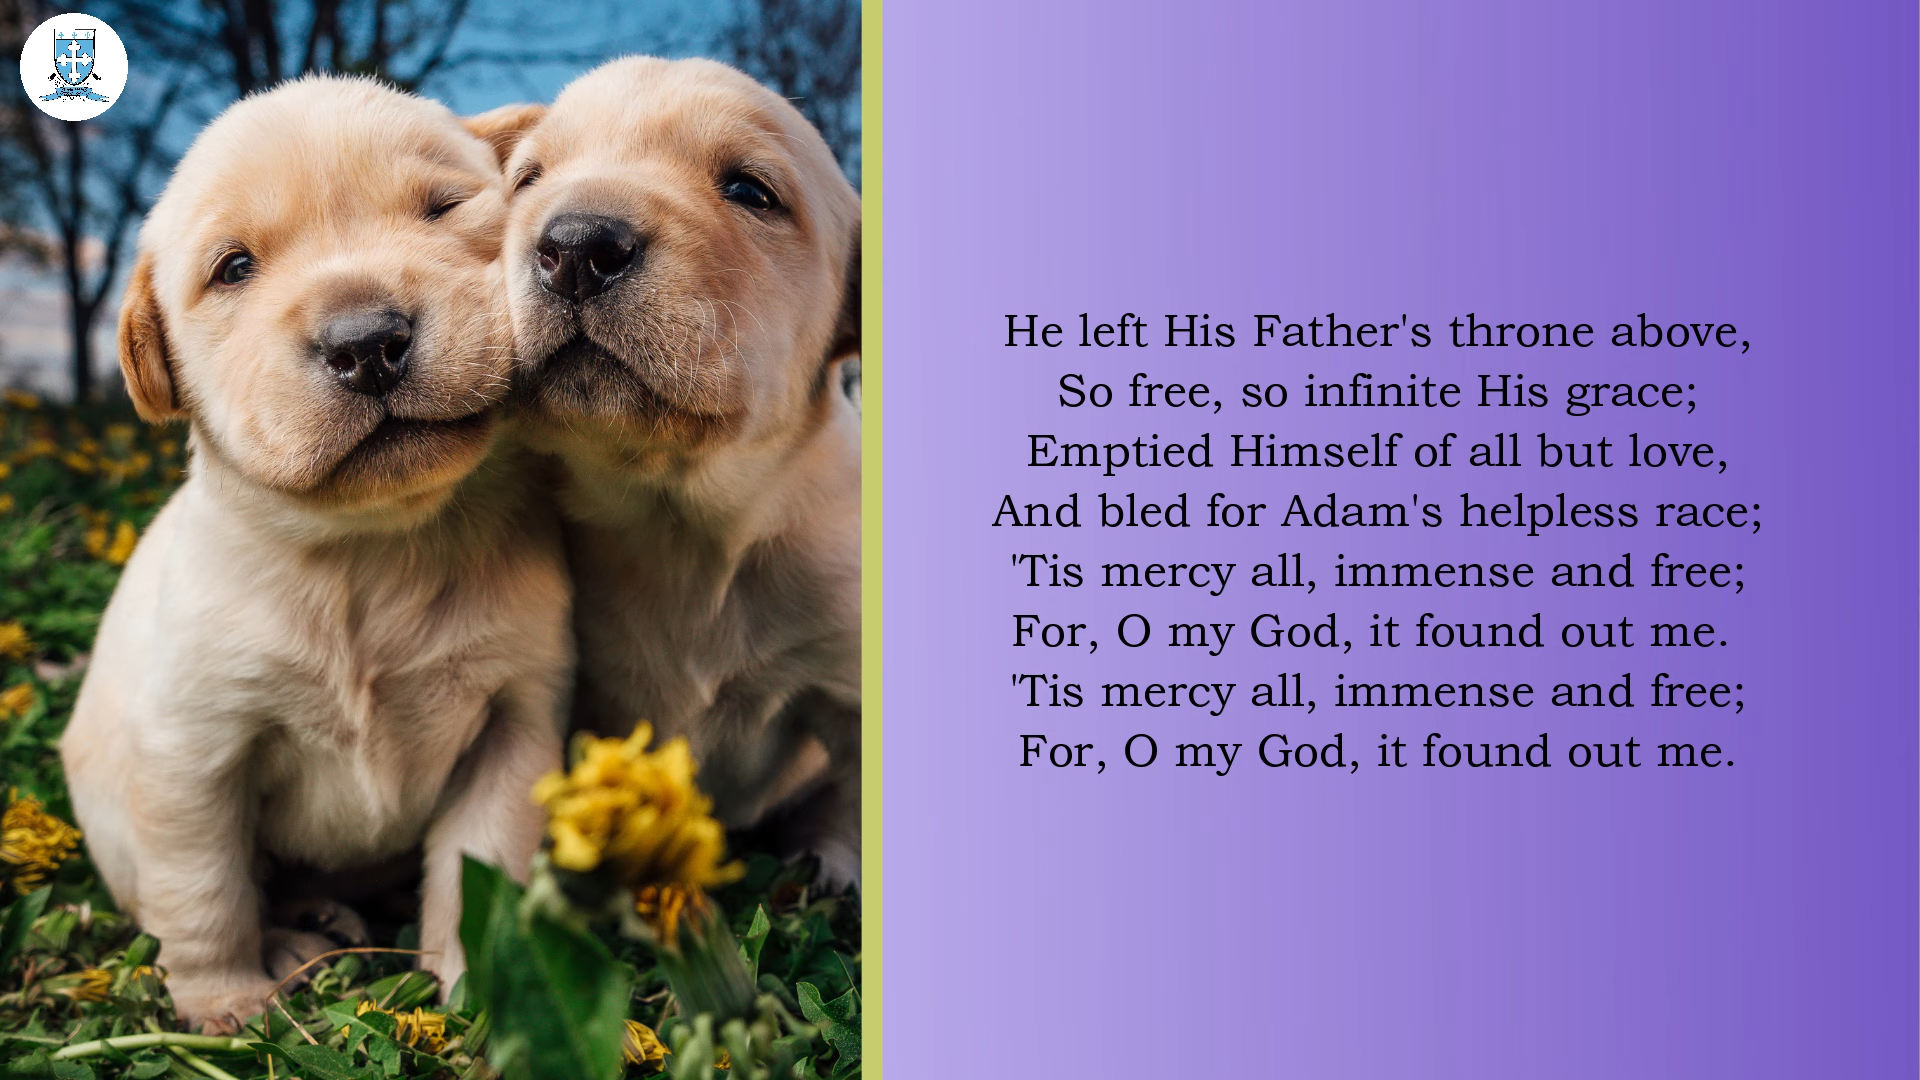 He left His Father's throne above,
So free, so infinite His grace;
Emptied Himself of all but love,
And bled for Adam's helpless race;
'Tis mercy all, immense and free;
For, O my God, it found out me.
'Tis mercy all, immense and free;
For, O my God, it found out me.